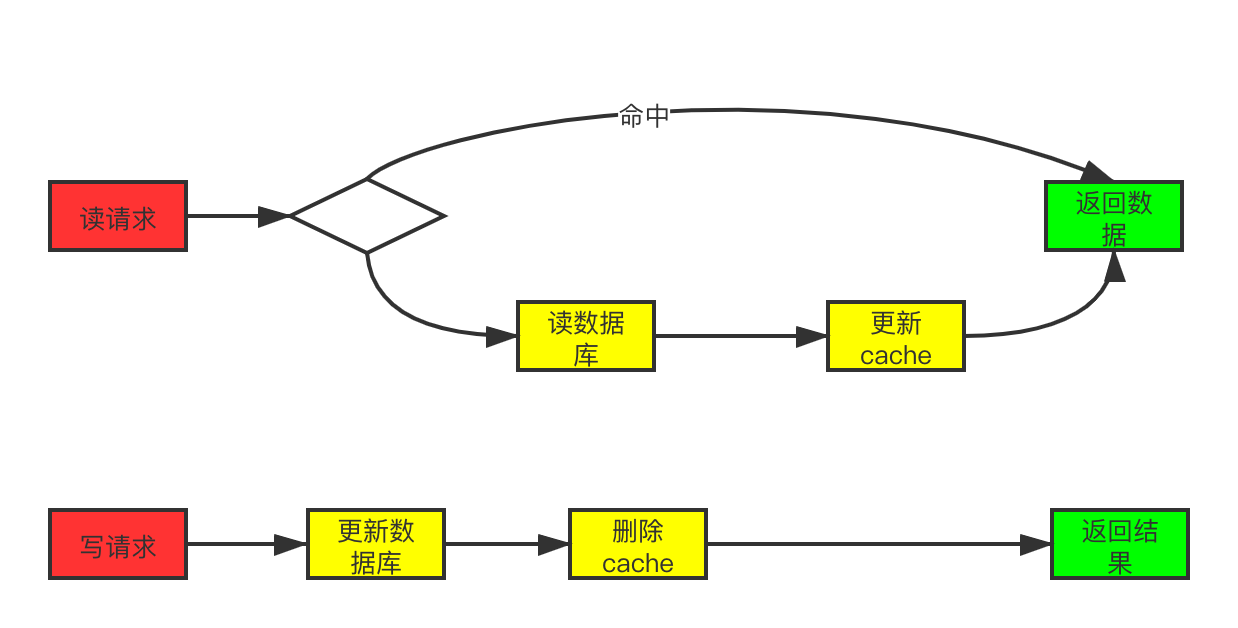 命中
读请求
返回数
据
读数据
库
更新
cache
写请求
更新数
据库
删除
cache
返回结
果